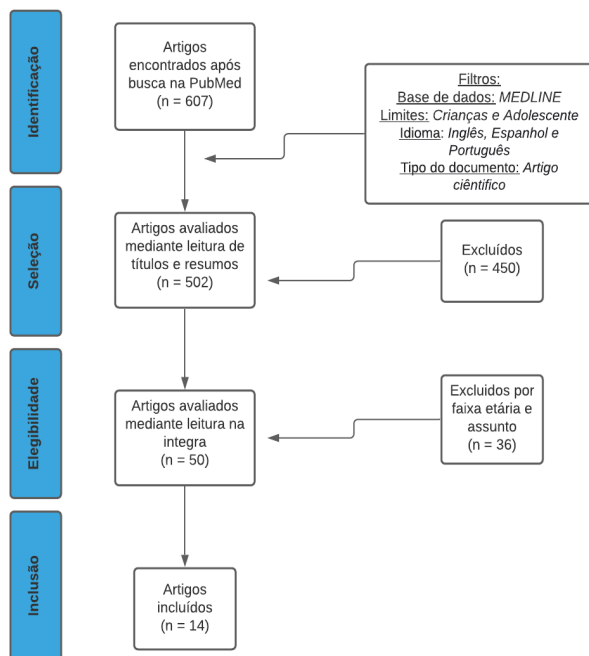 Identificação
Artigos
encontrados após
busca na PubMed
(n = 607)
Filtros:
Base de dados: MEDLINE
Limites: Crianças e Adolescente
Idioma: Inglês, Espanhol e
Português
Tipo do documento: Artigo
ciêntifico
Seleção
Artigos avaliados
mediante leitura de
títulos e resumos
(n = 502)
Excluídos
(n = 450)
Elegibilidade
Artigos avaliados
mediante leitura na
integra
(n = 50)
Excluidos por
faixa etária e
assunto
(n = 36)
Inclusão
Artigos
incluídos
(n = 14)